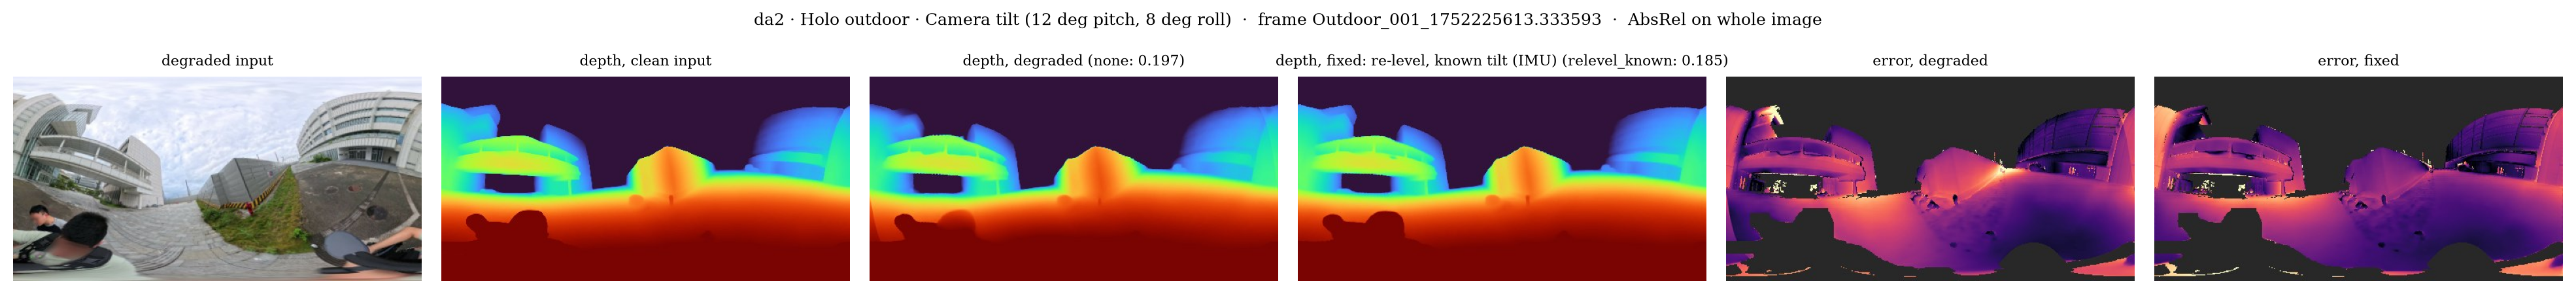 da2 · Holo outdoor · Camera tilt (12 deg pitch, 8 deg roll)  ·  frame Outdoor_001_1752225613.333593  ·  AbsRel on whole image
degraded input
depth, clean input
depth, degraded (none: 0.197)
depth, fixed: re-level, known tilt (IMU) (relevel_known: 0.185)
error, degraded
error, fixed